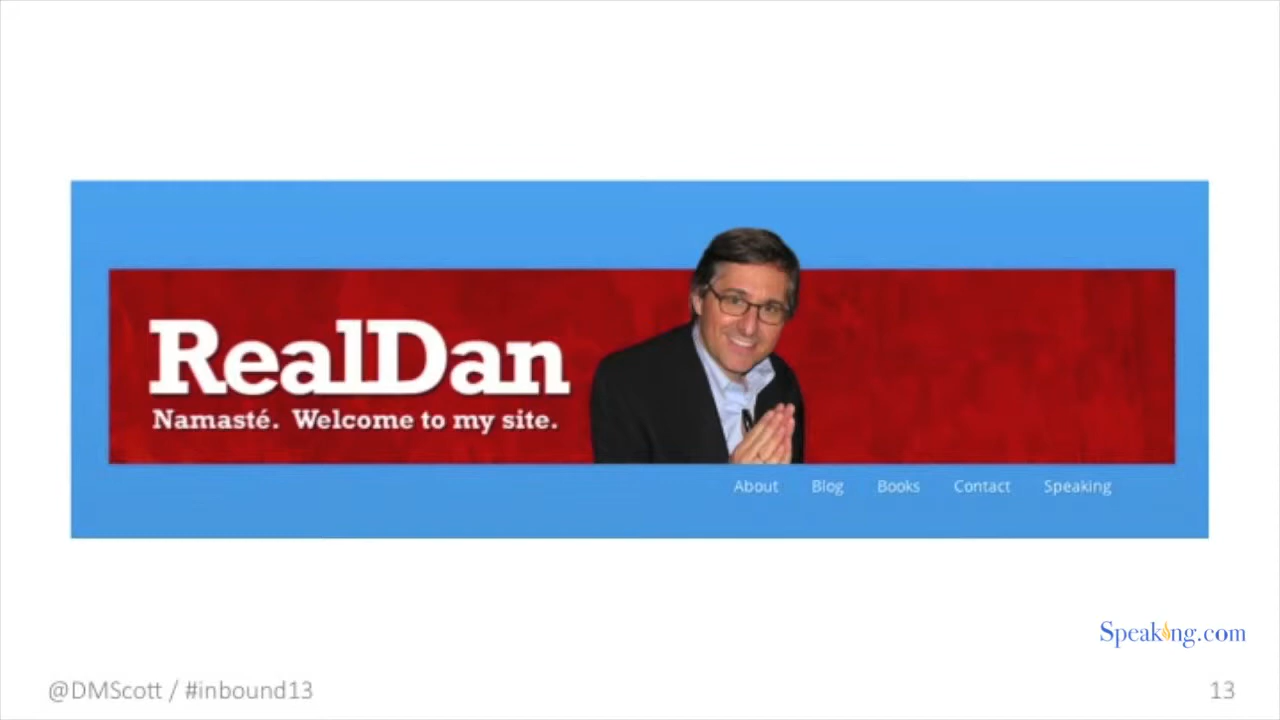 RealDan
Namasté. Welcome to my site.
About Blog Books Contact Speaking
Speaking.com
@DMScott / #inbound13
13